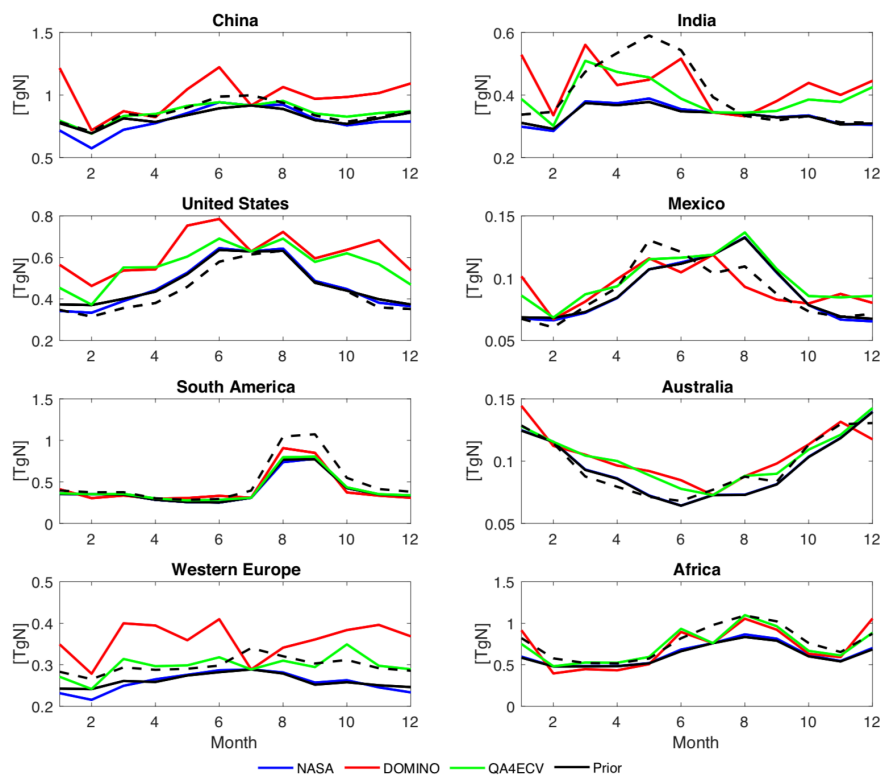 China
[TgN]
1.5
1
0.5
2 4 6 8 10 12
India
[TgN]
0.6
0.4
0.2
2 4 6 8 10 12
United States
[TgN]
0.8
0.6
0.4
0.2
2 4 6 8 10 12
Mexico
[TgN]
0.15
0.1
0.05
2 4 6 8 10 12
South America
[TgN]
1.5
1
0.5
0
2 4 6 8 10 12
Australia
[TgN]
0.15
0.1
0.05
2 4 6 8 10 12
Western Europe
[TgN]
0.5
0.4
0.3
0.2
2 4 6 8 10 12
Month
Africa
[TgN]
1.5
1
0.5
0
2 4 6 8 10 12
Month
NASA DOMINO QA4ECV Prior